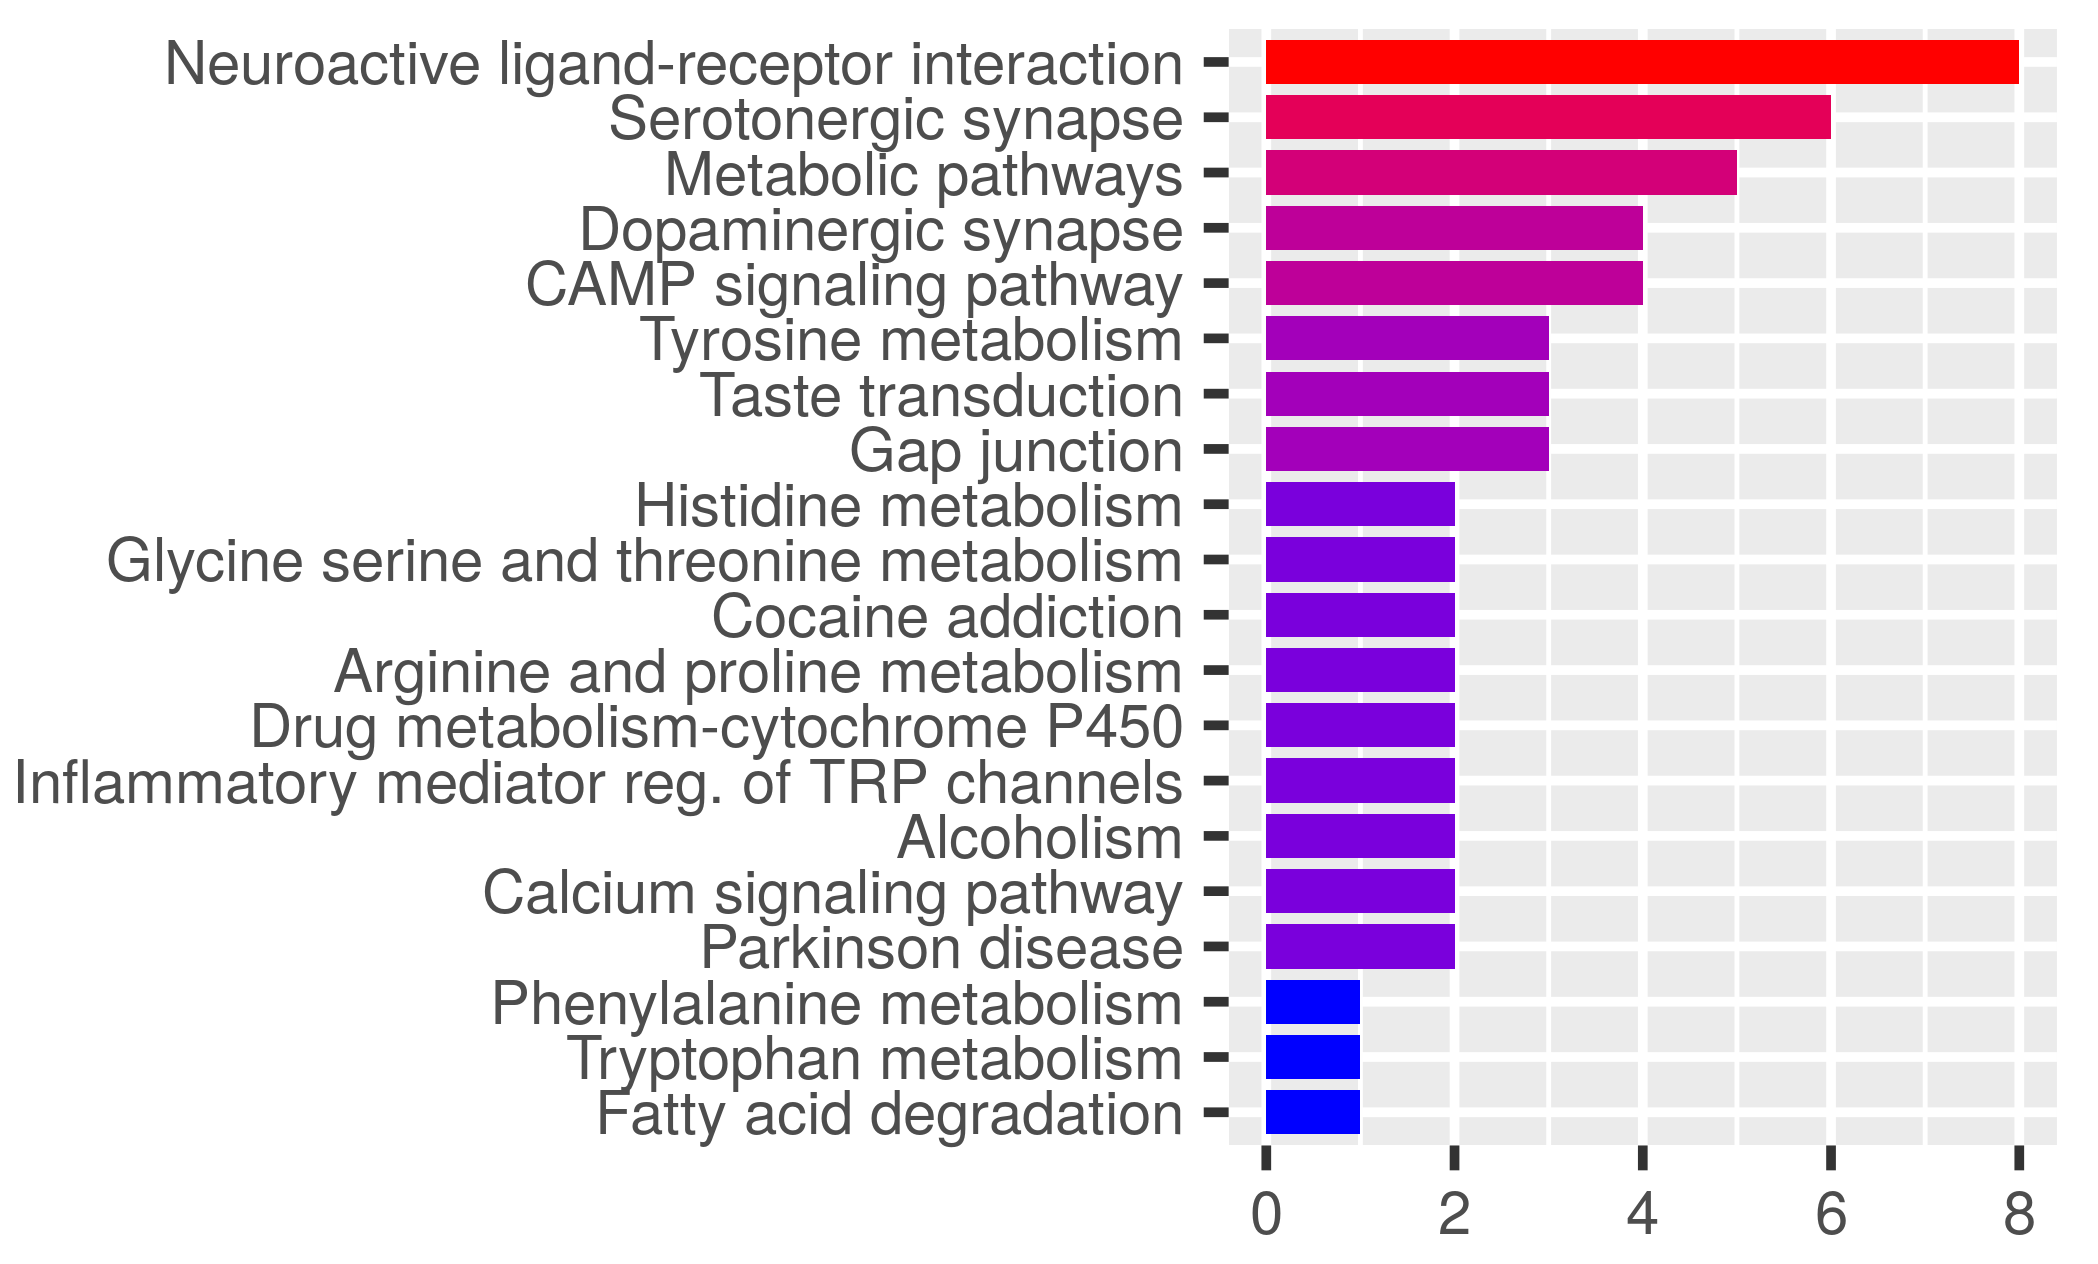 Neuroactive ligand-receptor interaction
Serotonergic synapse
Metabolic pathways
Dopaminergic synapse
CAMP signaling pathway
Tyrosine metabolism
Taste transduction
Gap junction
Histidine metabolism
Glycine serine and threonine metabolism
Cocaine addiction
Arginine and proline metabolism
Drug metabolism-cytochrome P450
Inflammatory mediator reg. of TRP channels
Alcoholism
Calcium signaling pathway
Parkinson disease
Phenylalanine metabolism
Tryptophan metabolism
Fatty acid degradation
0 2 4 6 8